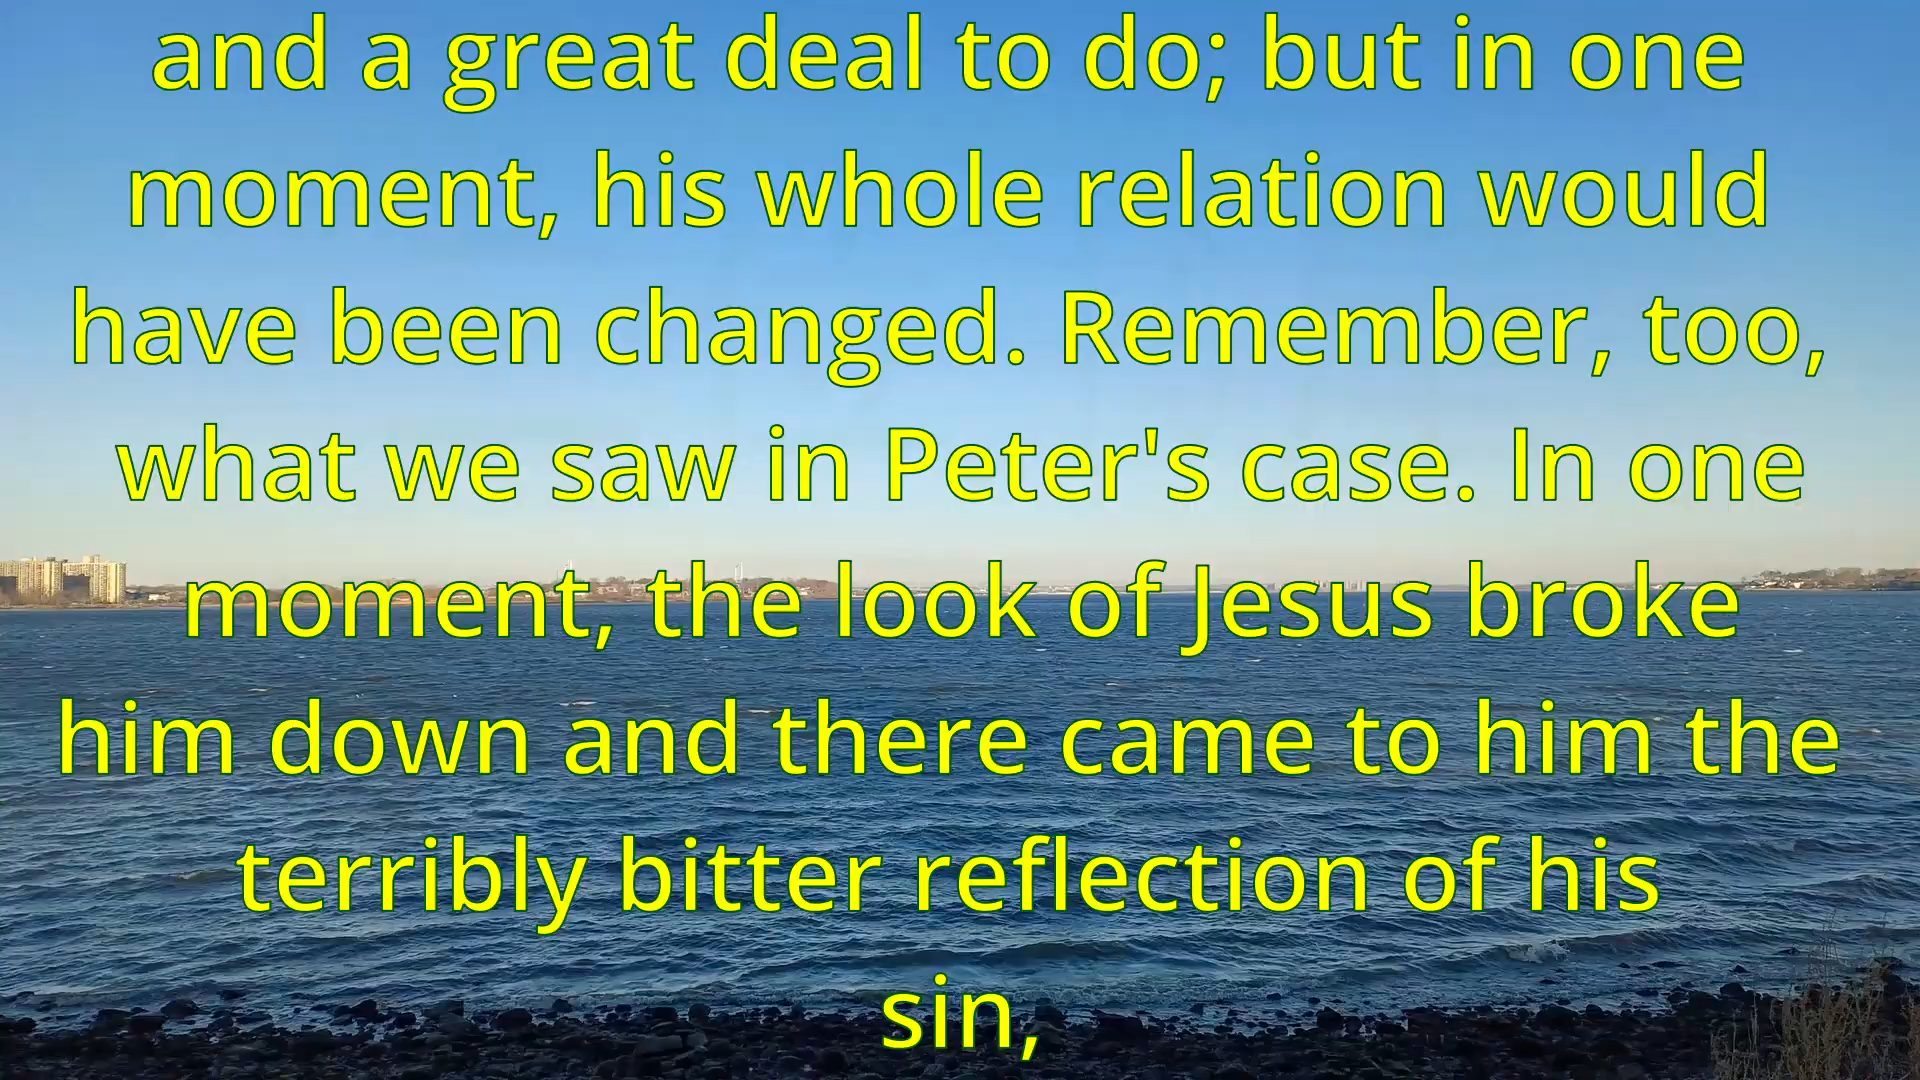 and a great deal to do; but in one
moment, his whole relation would
have been changed. Remember, too,
what we saw in Peter's case. In one
moment, the look of Jesus broke
him down and there came to him the
terribly bitter reflection of his
sin,